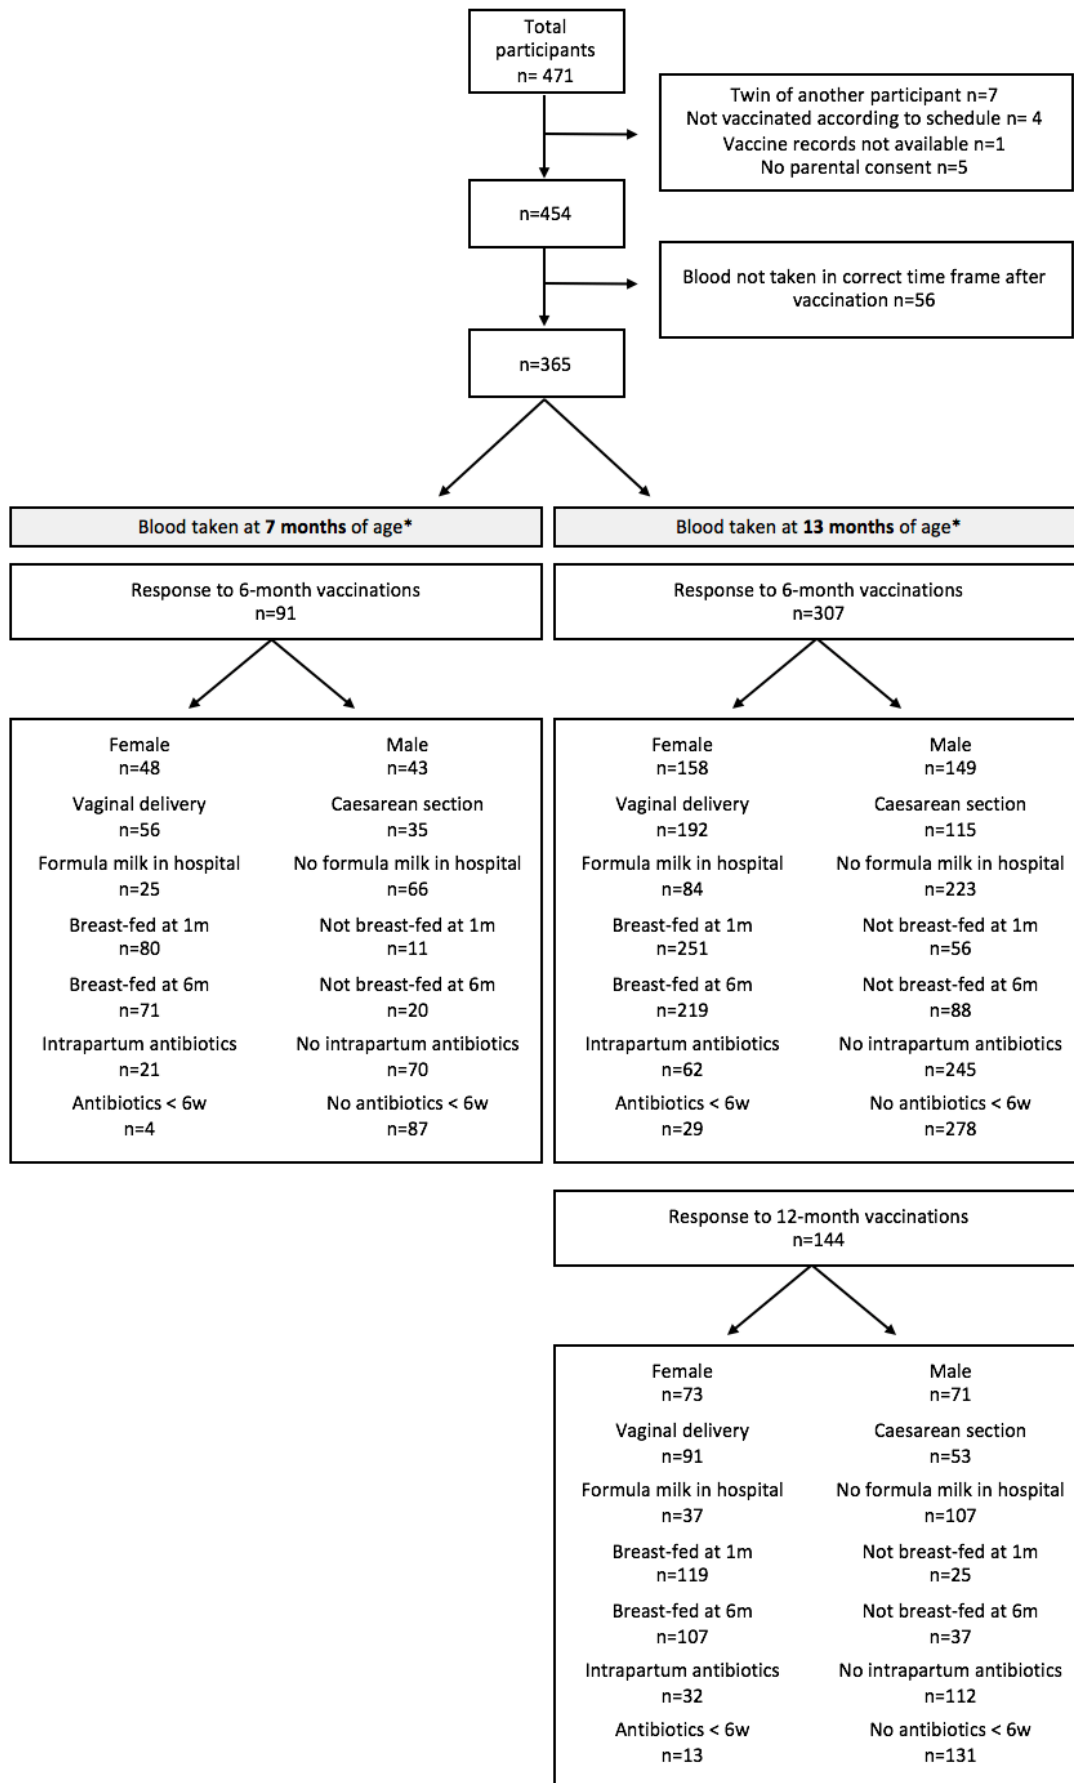 Total
participants
n= 471
Twin of another participant n=7
Not vaccinated according to schedule n= 4
Vaccine records not available n=1
No parental consent n=5
n=454
Blood not taken in correct time frame after
vaccination n=56
n=365
Blood taken at 7 months of age*
Response to 6-month vaccinations
n=91
Female
n=48
Male
n=43
Vaginal delivery
n=56
Caesarean section
n=35
Formula milk in hospital
n=25
No formula milk in hospital
n=66
Breast-fed at 1m
n=80
Not breast-fed at 1m
n=11
Breast-fed at 6m
n=71
Not breast-fed at 6m
n=20
Intrapartum antibiotics
n=21
No intrapartum antibiotics
n=70
Antibiotics < 6w
n=4
No antibiotics < 6w
n=87
Blood taken at 13 months of age*
Response to 6-month vaccinations
n=307
Female
n=158
Male
n=149
Vaginal delivery
n=192
Caesarean section
n=115
Formula milk in hospital
n=84
No formula milk in hospital
n=223
Breast-fed at 1m
n=251
Not breast-fed at 1m
n=56
Breast-fed at 6m
n=219
Not breast-fed at 6m
n=88
Intrapartum antibiotics
n=62
No intrapartum antibiotics
n=245
Antibiotics < 6w
n=29
No antibiotics < 6w
n=278
Response to 12-month vaccinations
n=144
Female
n=73
Male
n=71
Vaginal delivery
n=91
Caesarean section
n=53
Formula milk in hospital
n=37
No formula milk in hospital
n=107
Breast-fed at 1m
n=119
Not breast-fed at 1m
n=25
Breast-fed at 6m
n=107
Not breast-fed at 6m
n=37
Intrapartum antibiotics
n=32
No intrapartum antibiotics
n=112
Antibiotics < 6w
n=13
No antibiotics < 6w
n=131